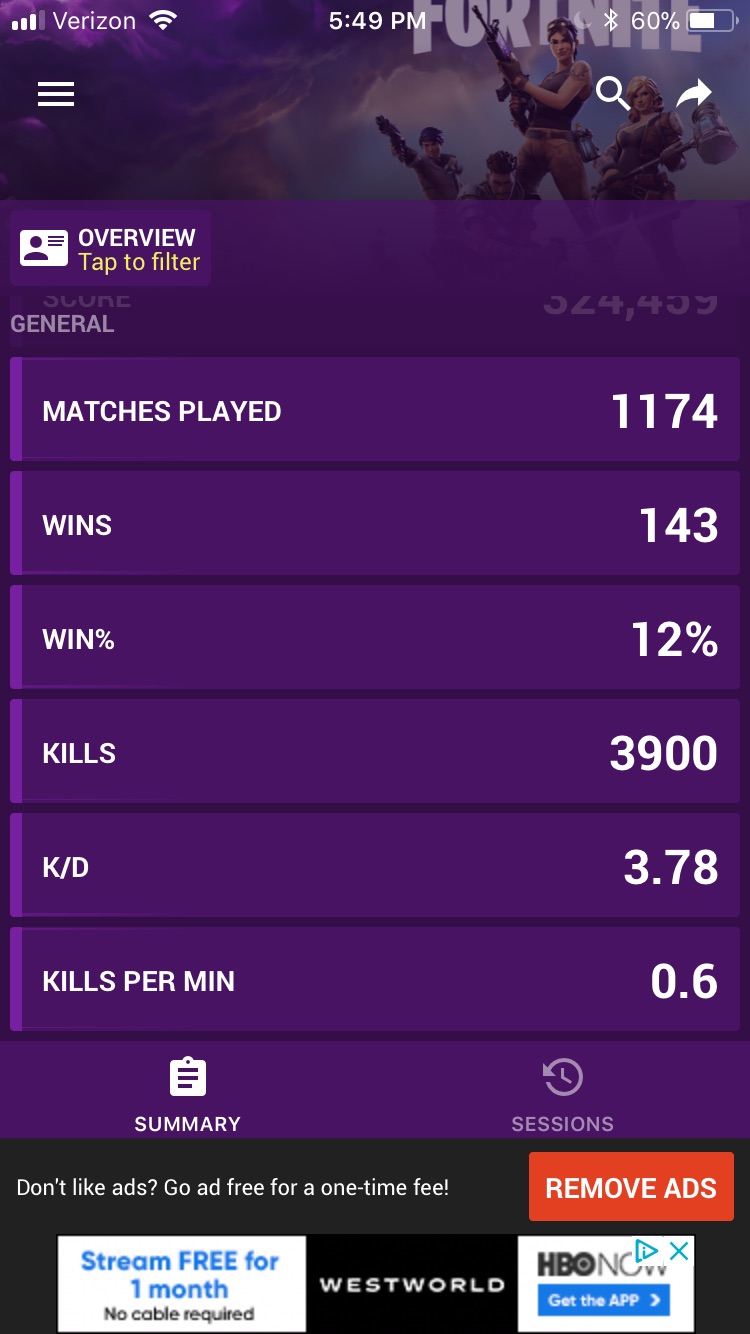 Verizon 5:49 PM 60%
FORTNITE
OVERVIEW
Tap to filter
SCORE 324,459
GENERAL
MATCHES PLAYED 1174
WINS 143
WIN% 12%
KILLS 3900
K/D 3.78
KILLS PER MIN 0.6
SUMMARY SESSIONS
Don't like ads? Go ad free for a one-time fee! REMOVE ADS
Stream FREE for
1 month
No cable required
WESTWORLD
HBO NOW
Get the APP